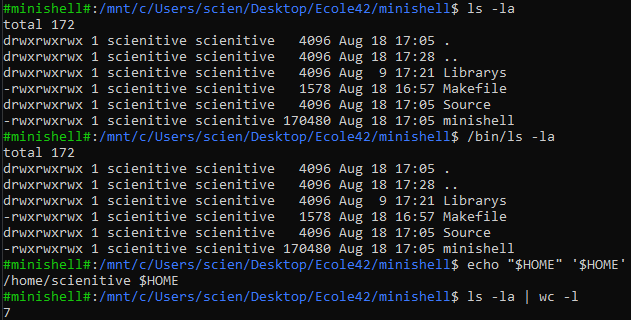 #minishell#:/mnt/c/Users/scien/Desktop/Ecole42/minishell$ ls -la
total 172
drwxrwxrwx 1 scienitive scienitive   4096 Aug 18 17:05 .
drwxrwxrwx 1 scienitive scienitive   4096 Aug 18 17:28 ..
drwxrwxrwx 1 scienitive scienitive   4096 Aug  9 17:21 Librarys
-rwxrwxrwx 1 scienitive scienitive   1578 Aug 18 16:57 Makefile
drwxrwxrwx 1 scienitive scienitive   4096 Aug 18 17:05 Source
-rwxrwxrwx 1 scienitive scienitive 170480 Aug 18 17:05 minishell
#minishell#:/mnt/c/Users/scien/Desktop/Ecole42/minishell$ /bin/ls -la
total 172
drwxrwxrwx 1 scienitive scienitive   4096 Aug 18 17:05 .
drwxrwxrwx 1 scienitive scienitive   4096 Aug 18 17:28 ..
drwxrwxrwx 1 scienitive scienitive   4096 Aug  9 17:21 Librarys
-rwxrwxrwx 1 scienitive scienitive   1578 Aug 18 16:57 Makefile
drwxrwxrwx 1 scienitive scienitive   4096 Aug 18 17:05 Source
-rwxrwxrwx 1 scienitive scienitive 170480 Aug 18 17:05 minishell
#minishell#:/mnt/c/Users/scien/Desktop/Ecole42/minishell$ echo "$HOME" '$HOME'
/home/scienitive $HOME
#minishell#:/mnt/c/Users/scien/Desktop/Ecole42/minishell$ ls -la | wc -l
7